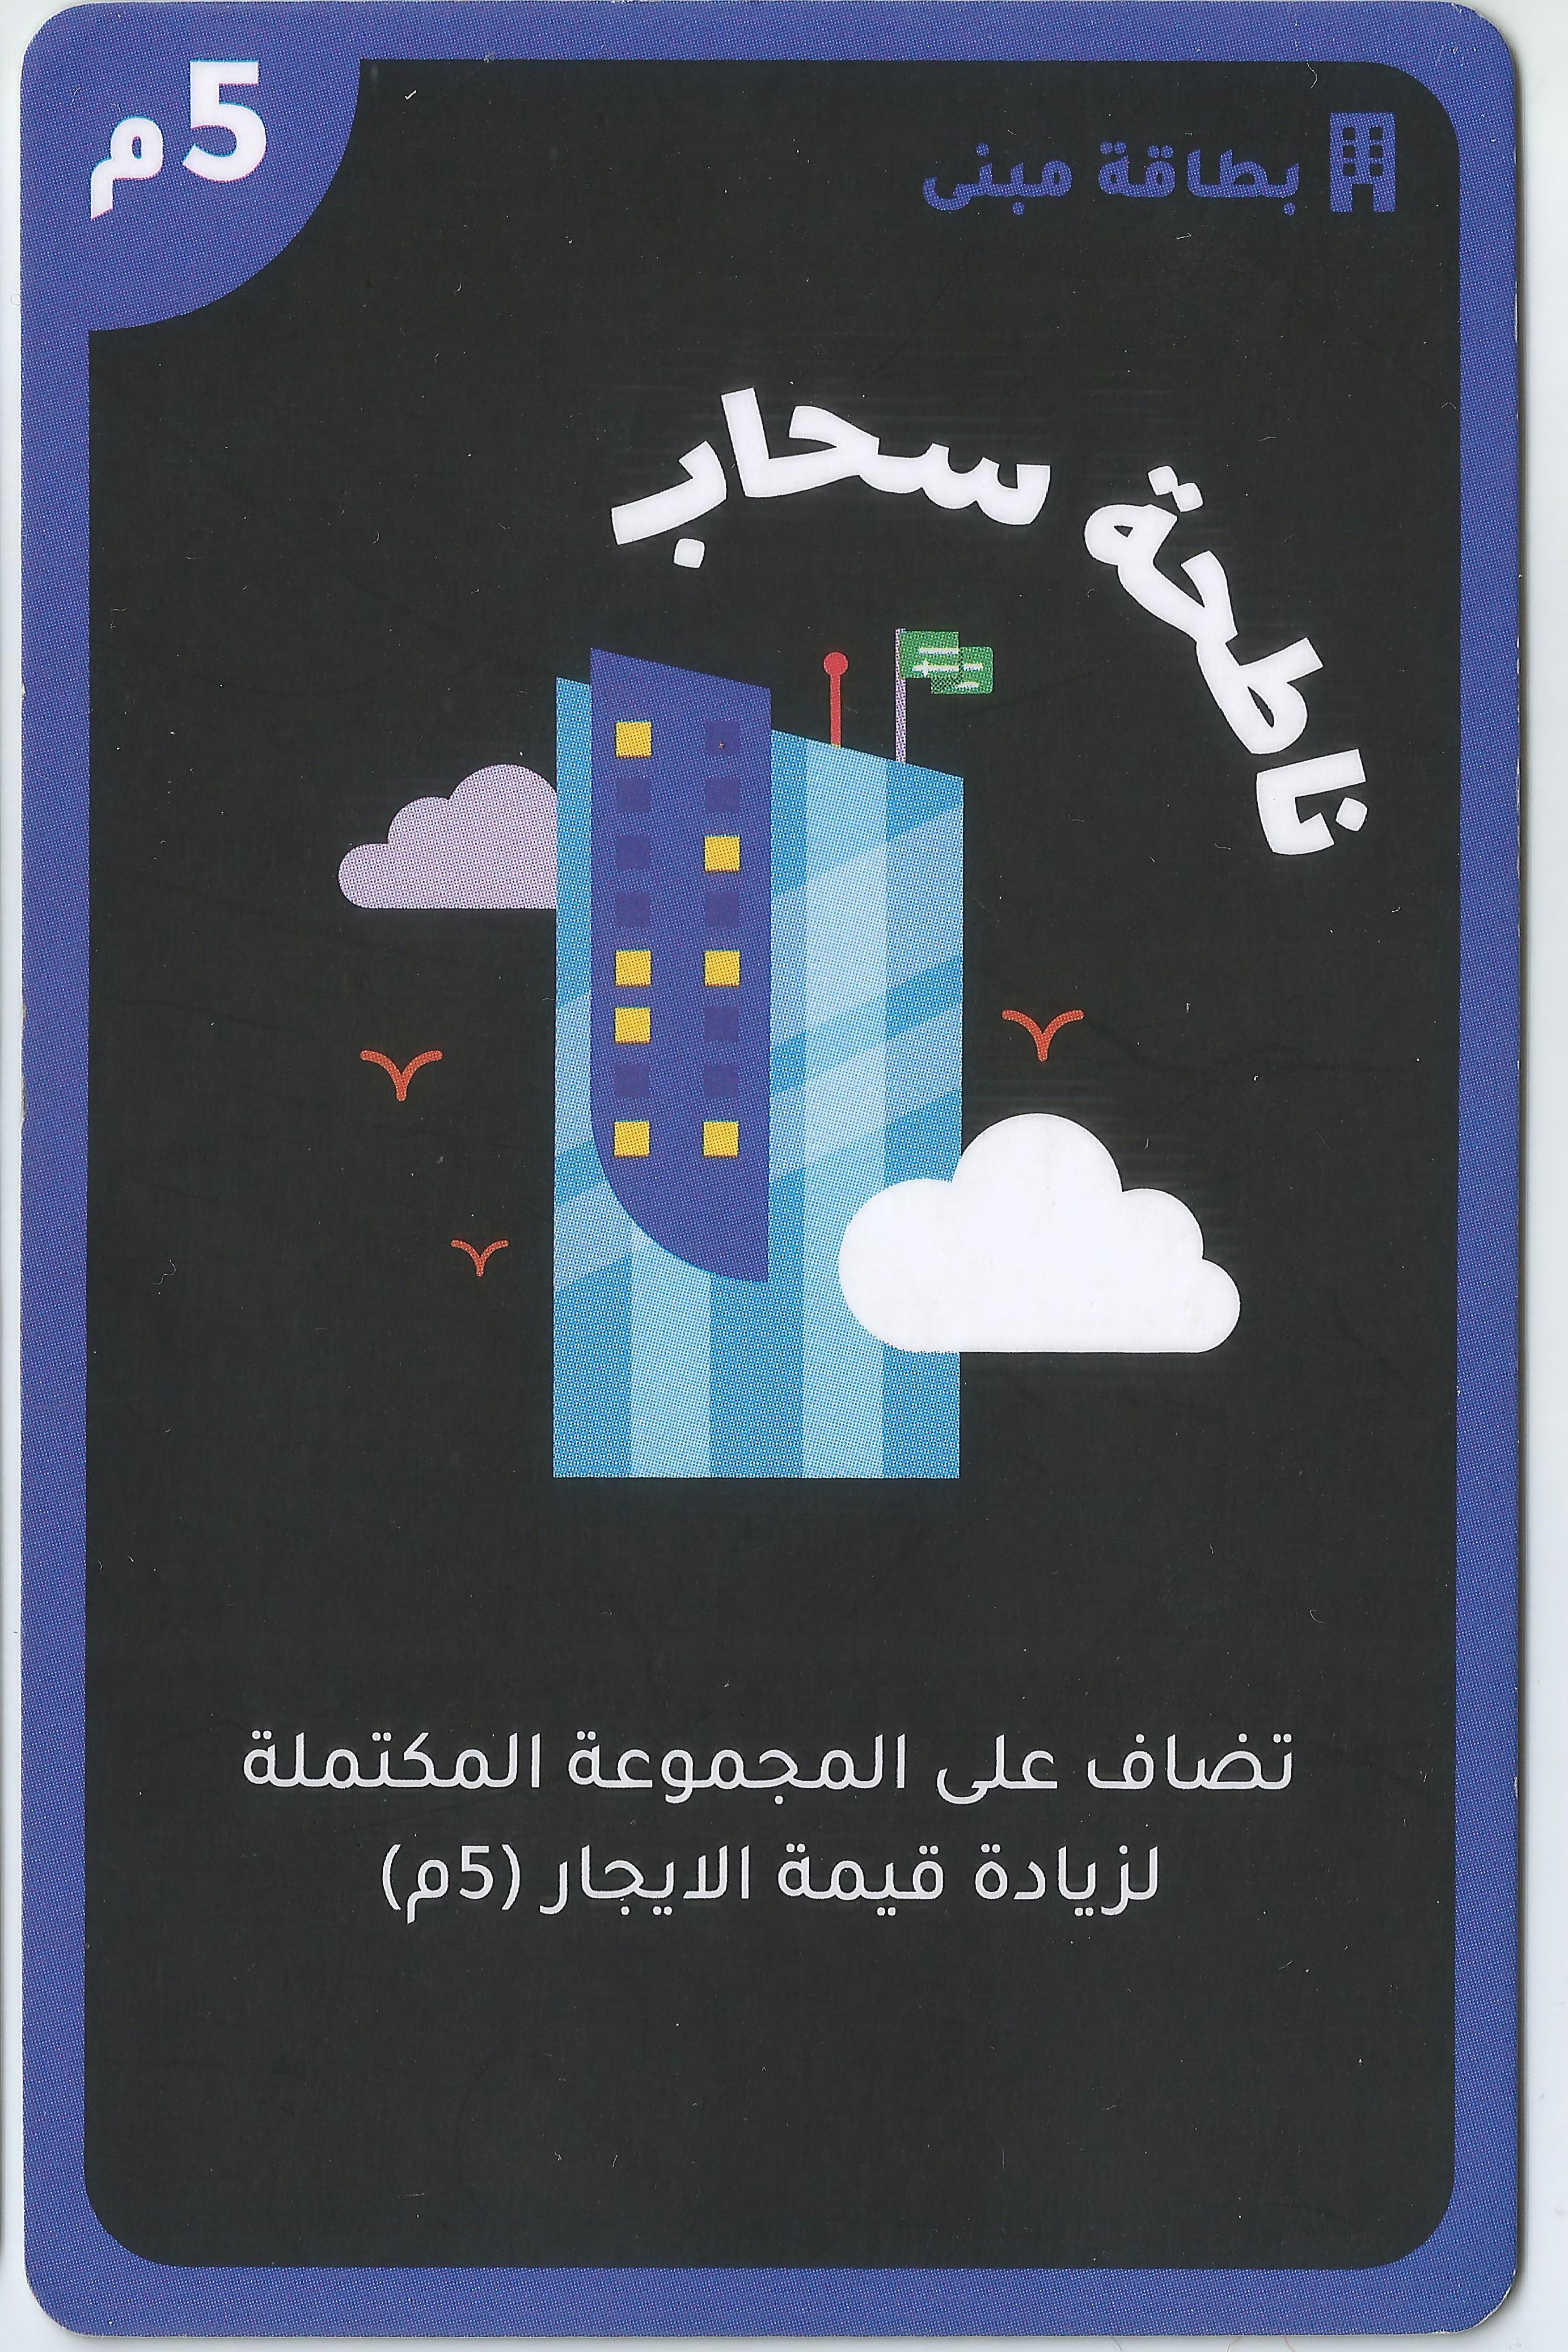 بطاقة مبنى
5م
ناطحة سحاب
تضاف على المجموعة المكتملة
لزيادة قيمة الايجار (5م)